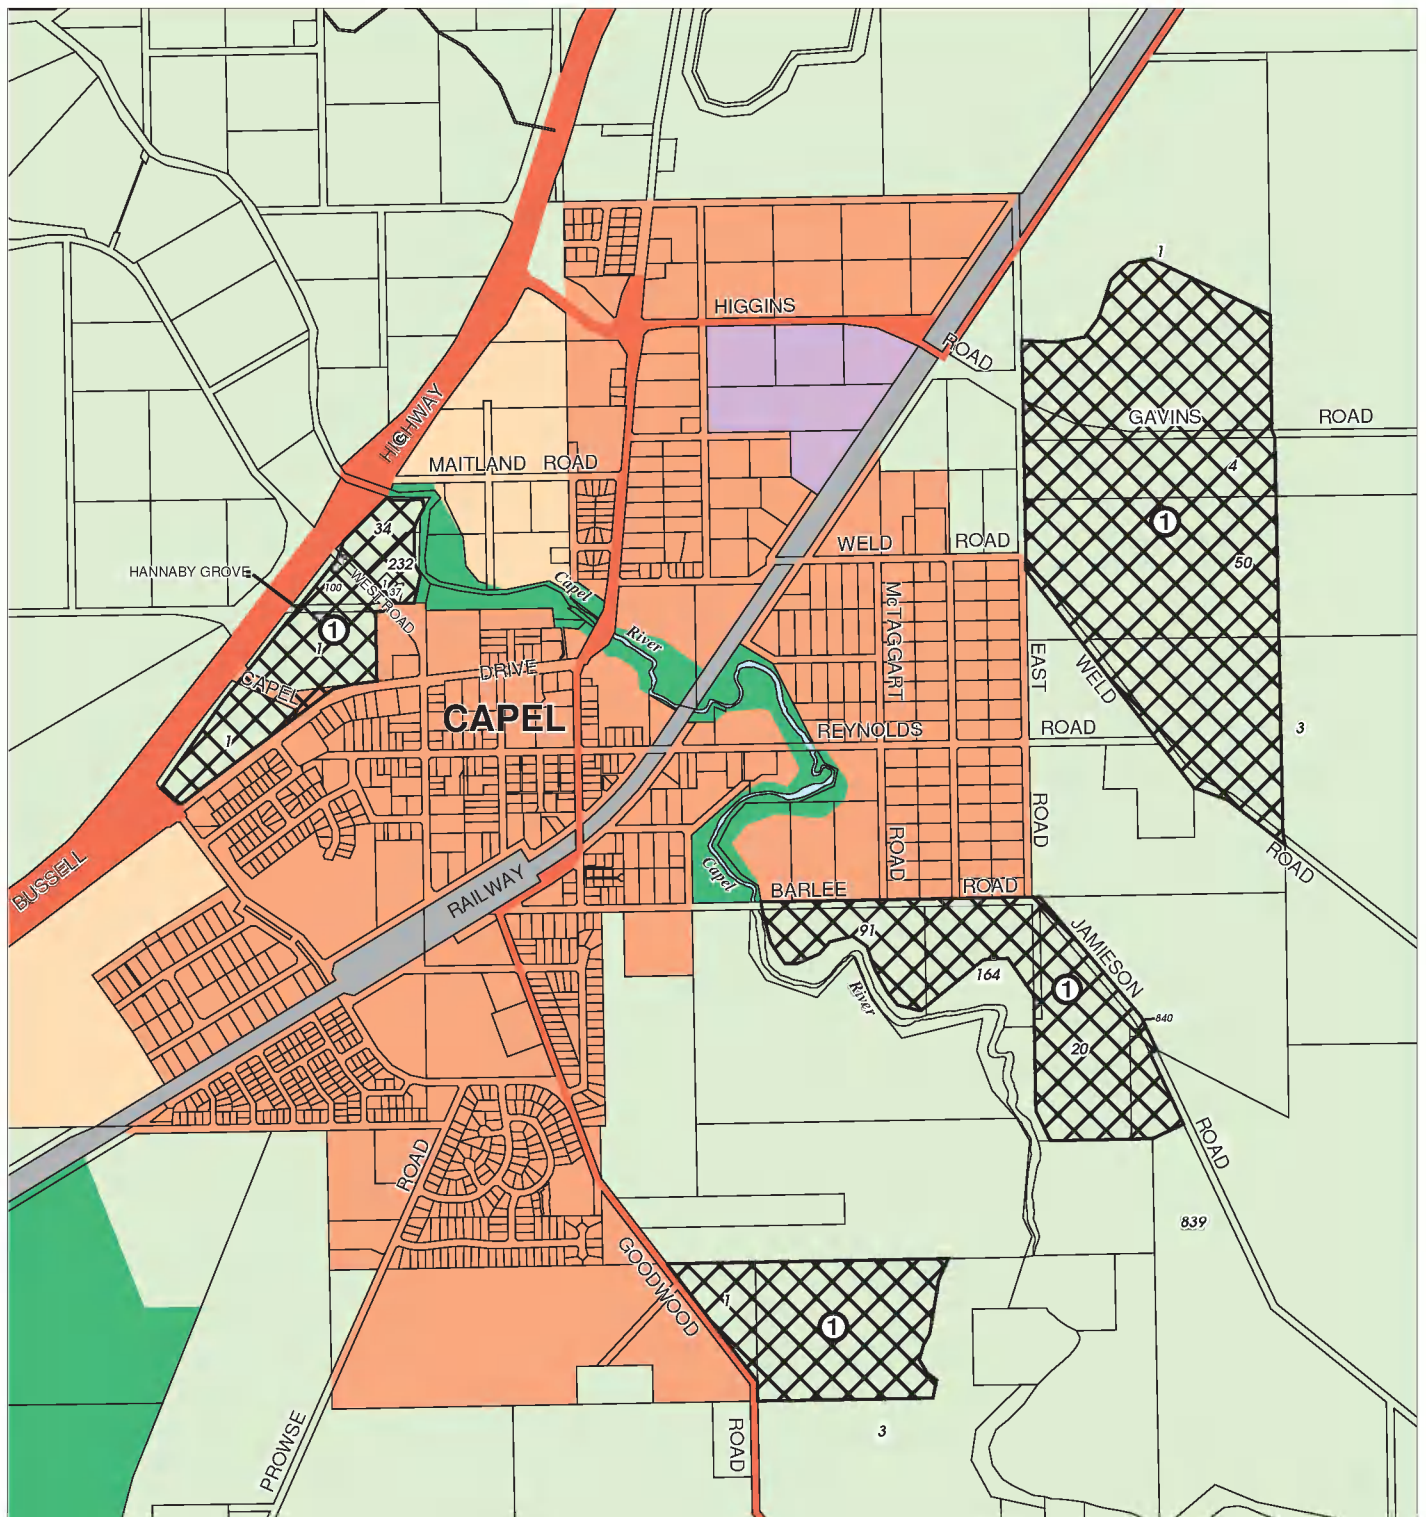 1
HIGGINS
ROAD
HIGHWAY
GAVINS
ROAD
MAITLAND ROAD
4
34
1
WELD
ROAD
50
232
HANNABY GROVE
WEST ROAD
100
131
Capel
McTAGGART
1
River
1
EAST
DRIVE
WELD
CAPEL
CAPEL
REYNOLDS
ROAD
3
1
ROAD
ROAD
ROAD
BUSSELL
RAILWAY
Capel
BARLEE
ROAD
91
JAMIESON
164
1
River
840
20
ROAD
ROAD
839
GOODWOOD
1
1
PROWSE
ROAD
3